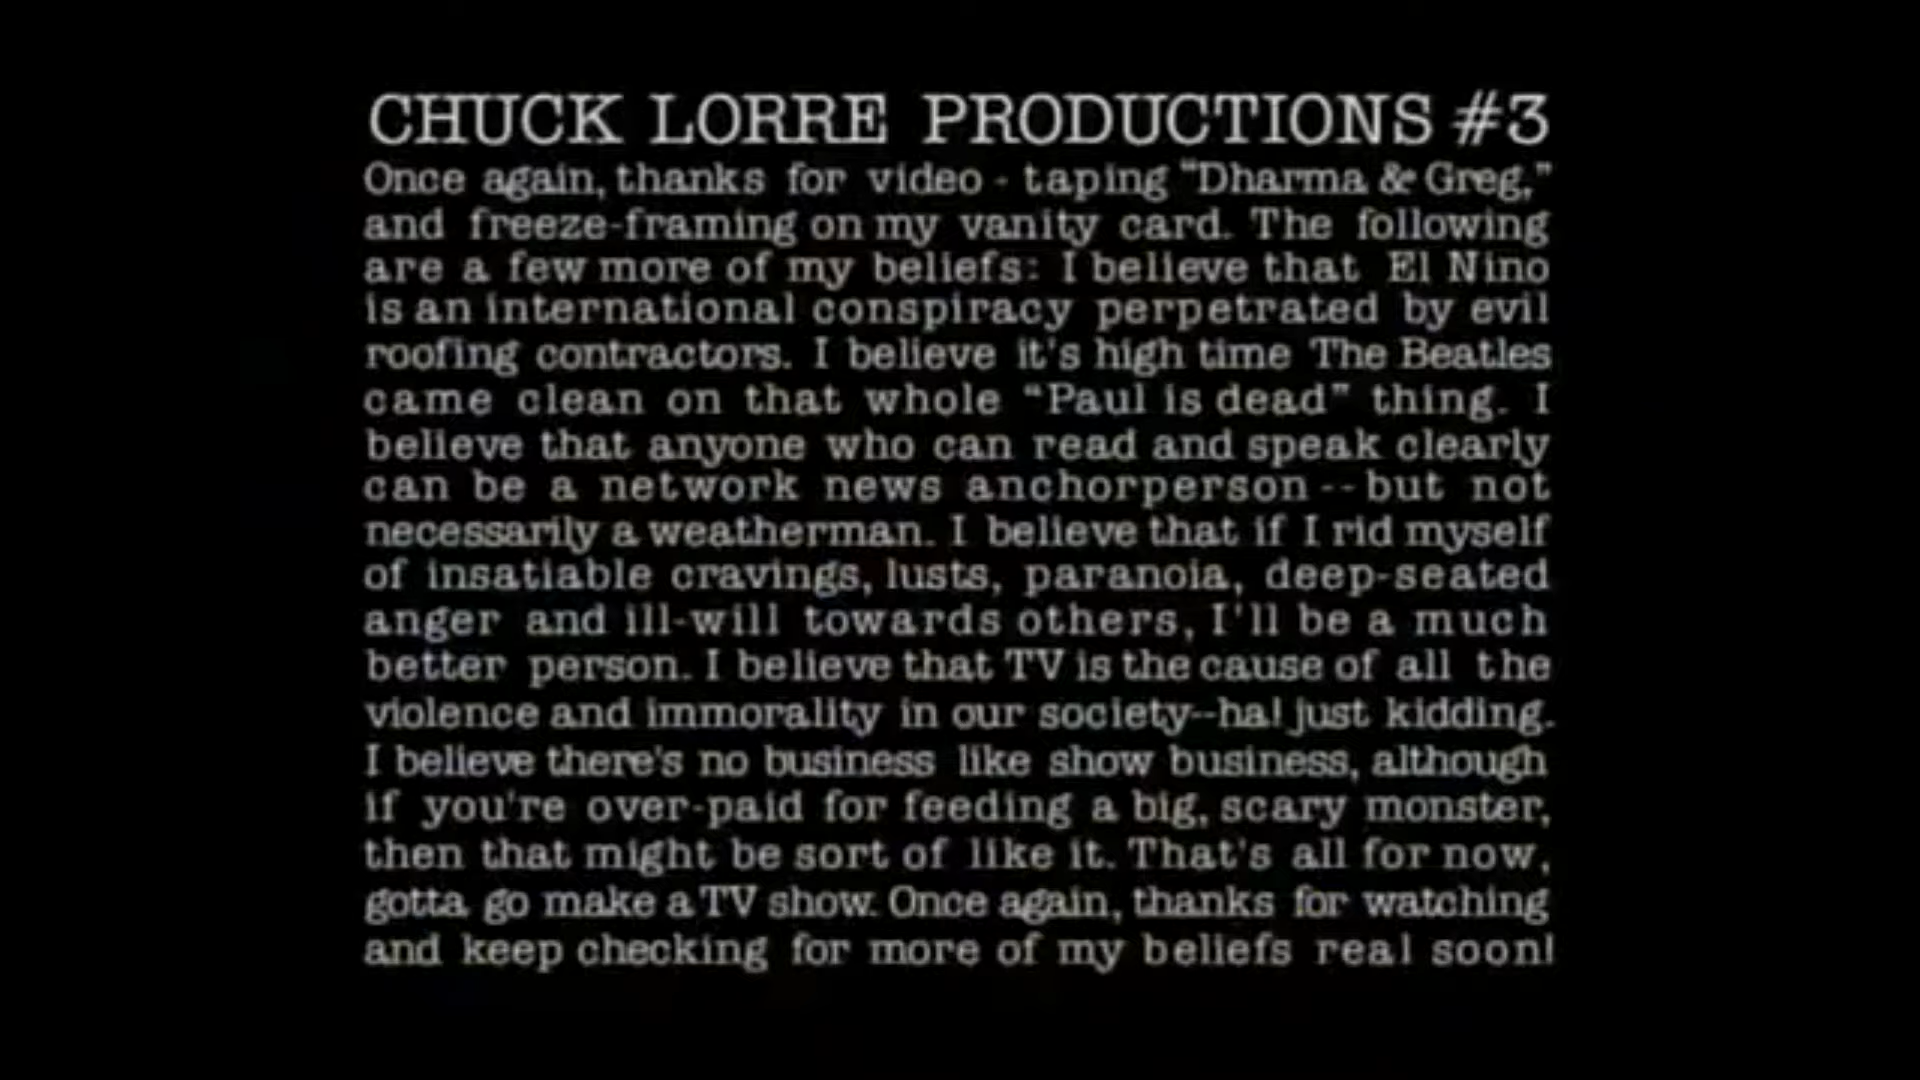 CHUCK LORRE PRODUCTIONS #3
Once again, thanks for video - taping "Dharma & Greg,"
and freeze-framing on my vanity card. The following
are a few more of my beliefs: I believe that El Nino
is an international conspiracy perpetrated by evil
roofing contractors. I believe it's high time The Beatles
came clean on that whole "Paul is dead" thing. I
believe that anyone who can read and speak clearly
can be a network news anchorperson -- but not
necessarily a weatherman. I believe that if I rid myself
of insatiable cravings, lusts, paranoia, deep-seated
anger and ill-will towards others, I'll be a much
better person. I believe that TV is the cause of all the
violence and immorality in our society--ha! just kidding.
I believe there's no business like show business, although
if you're over-paid for feeding a big, scary monster,
then that might be sort of like it. That's all for now,
gotta go make a TV show. Once again, thanks for watching
and keep checking for more of my beliefs real soon!